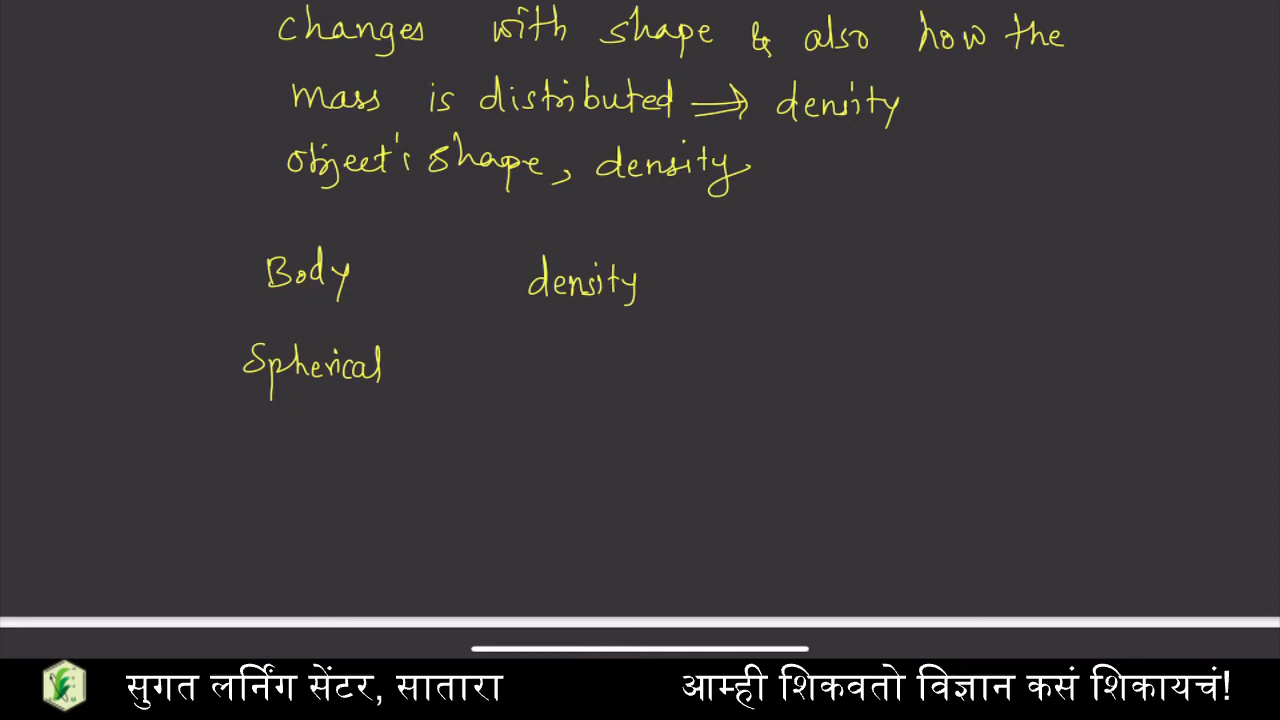 changes with shape & also how the
mass is distributed ⇒ density
object's shape, density
Body density
Spherical
सुगत लर्निंग सेंटर, सातारा आम्ही शिकवतो विज्ञान कसं शिकायचं!